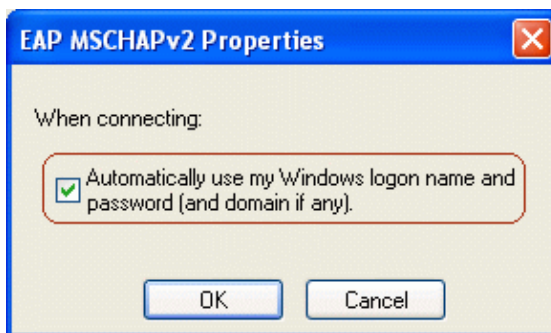 EAP MSCHAPv2 Properties
When connecting:
Automatically use my Windows logon name and
password (and domain if any).
OK
Cancel